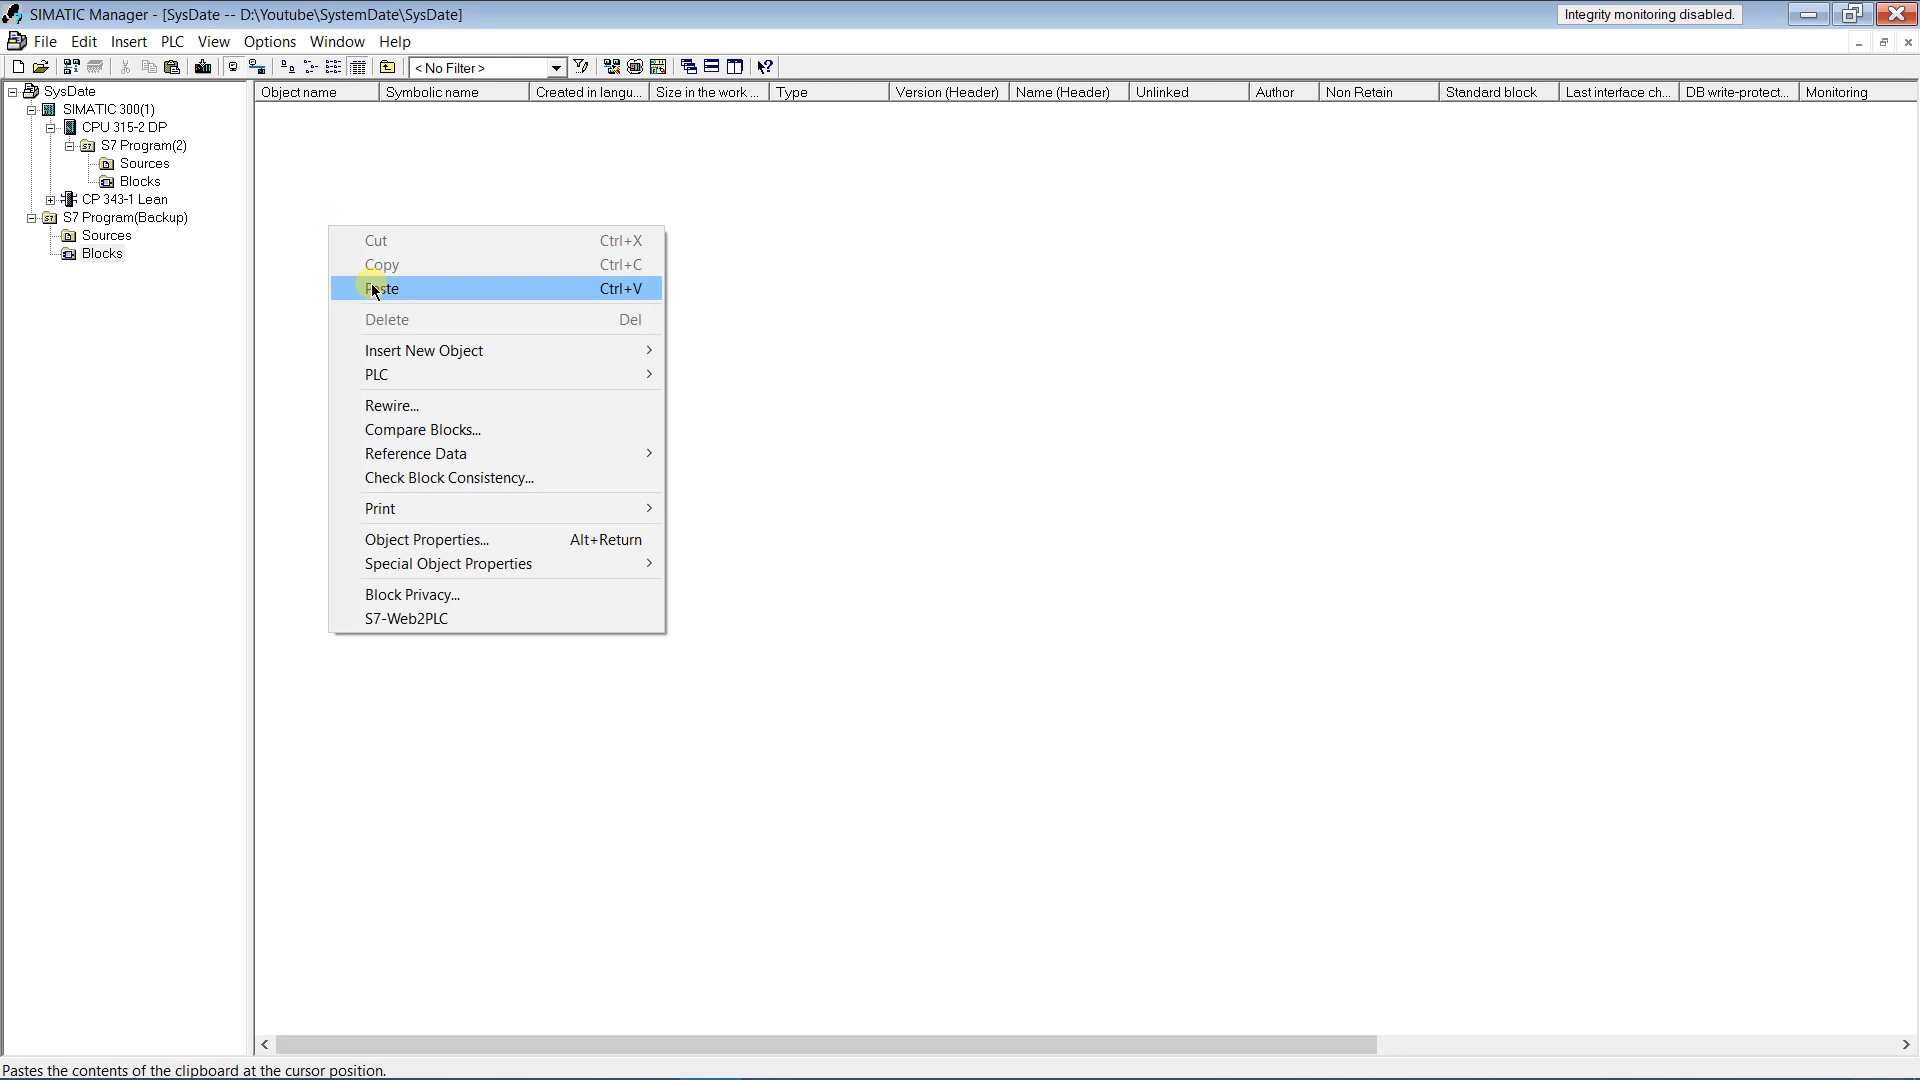 SIMATIC Manager - [SysDate -- D:\Youtube\SystemDate\SysDate]
Integrity monitoring disabled.
File Edit Insert PLC View Options Window Help
< No Filter >
SysDate
SIMATIC 300(1)
CPU 315-2 DP
S7 Program(2)
Sources
Blocks
CP 343-1 Lean
S7 Program(Backup)
Sources
Blocks
Object name Symbolic name Created in langu... Size in the work ... Type Version (Header) Name (Header) Unlinked Author Non Retain Standard block Last interface ch... DB write-protect... Monitoring
Cut Ctrl+X
Copy Ctrl+C
Paste Ctrl+V
Delete Del
Insert New Object
PLC
Rewire...
Compare Blocks...
Reference Data
Check Block Consistency...
Print
Object Properties... Alt+Return
Special Object Properties
Block Privacy...
S7-Web2PLC
Pastes the contents of the clipboard at the cursor position.